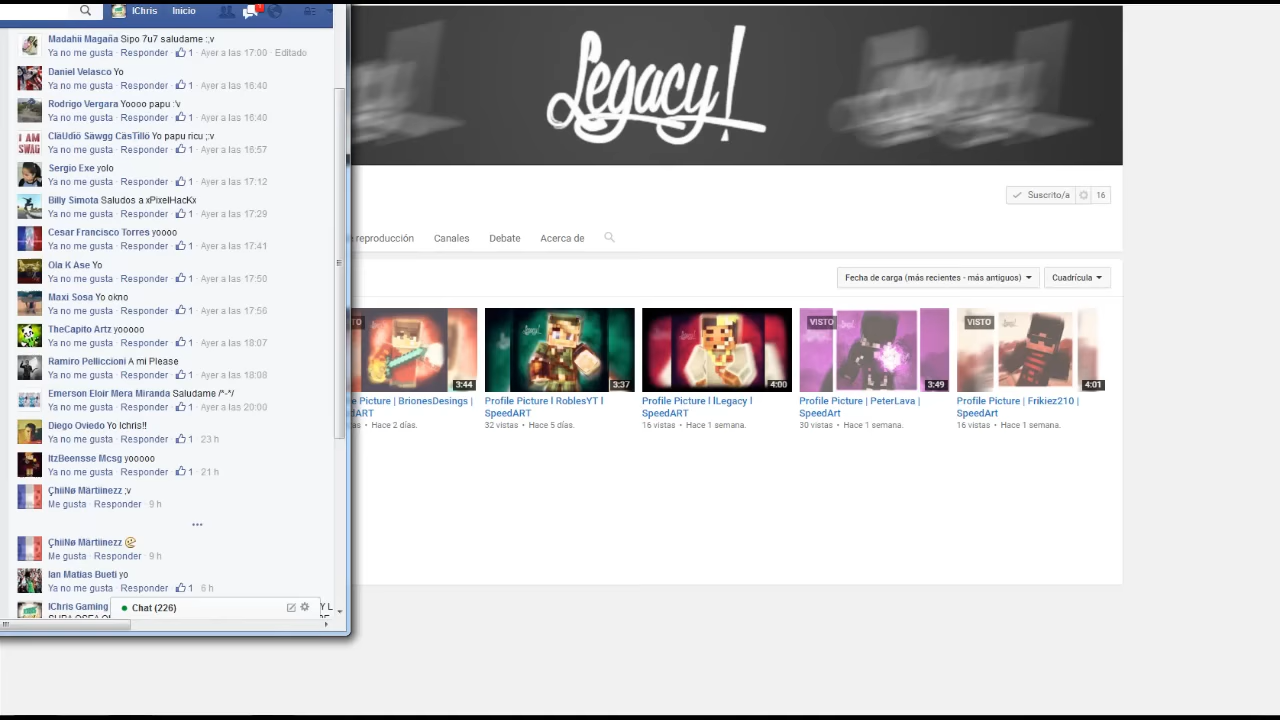 IChris Inicio
Madahii Magaña Sipo 7u7 saludame :;v
Ya no me gusta · Responder · 1 · Ayer a las 17:00 · Editado
Daniel Velasco Yo
Ya no me gusta · Responder · 1 · Ayer a las 16:40
Rodrigo Vergara Yoooo papu :'v
Ya no me gusta · Responder · 1 · Ayer a las 16:40
ClâUdiô Sàwgg CásTillô Yo papu ricu ;:v
Ya no me gusta · Responder · 1 · Ayer a las 16:57
Sergio Exe yolo
Ya no me gusta · Responder · 1 · Ayer a las 17:12
Billy Simota Saludos a xPixelHacKx
Ya no me gusta · Responder · 1 · Ayer a las 17:29
Cesar Francisco Torres yoooo
Ya no me gusta · Responder · 1 · Ayer a las 17:41
Ola K Ase Yo
Ya no me gusta · Responder · 1 · Ayer a las 17:50
Maxi Sosa Yo okno
Ya no me gusta · Responder · 1 · Ayer a las 17:56
TheCapito Artz yooooo
Ya no me gusta · Responder · 1 · Ayer a las 18:07
Ramiro Pelliccioni A mi Please
Ya no me gusta · Responder · 1 · Ayer a las 18:08
Emerson Eloir Mera Miranda Saludame /^-^/
Ya no me gusta · Responder · 1 · Ayer a las 20:00
Diego Oviedo Yo Ichris!!
Ya no me gusta · Responder · 1 · 23 h
ItzBeensse Mcsg yooooo
Ya no me gusta · Responder · 1 · 21 h
ÇhiiNø Màrtiinezz ;v
Me gusta · Responder · 9 h
...
ÇhiiNø Màrtiinezz
Me gusta · Responder · 9 h
Ian Matias Bueti yo
Ya no me gusta · Responder · 1 · 6 h
IChris Gaming
Chat (226)
I AM SWAG
Legacy!
Suscrito/a 16
reproducción Canales Debate Acerca de
Fecha de carga (más recientes - más antiguos) Cuadrícula
3:44 3:37 4:00 VISTO 3:49 VISTO 4:01
Picture | BrionesDesings |
Hace 2 días.
Profile Picture l RoblesYT l
SpeedART
32 vistas • Hace 5 días.
Profile Picture l lLegacy l
SpeedART
16 vistas • Hace 1 semana.
Profile Picture | PeterLava |
SpeedArt
30 vistas • Hace 1 semana.
Profile Picture | Frikiez210 |
SpeedArt
16 vistas • Hace 1 semana.